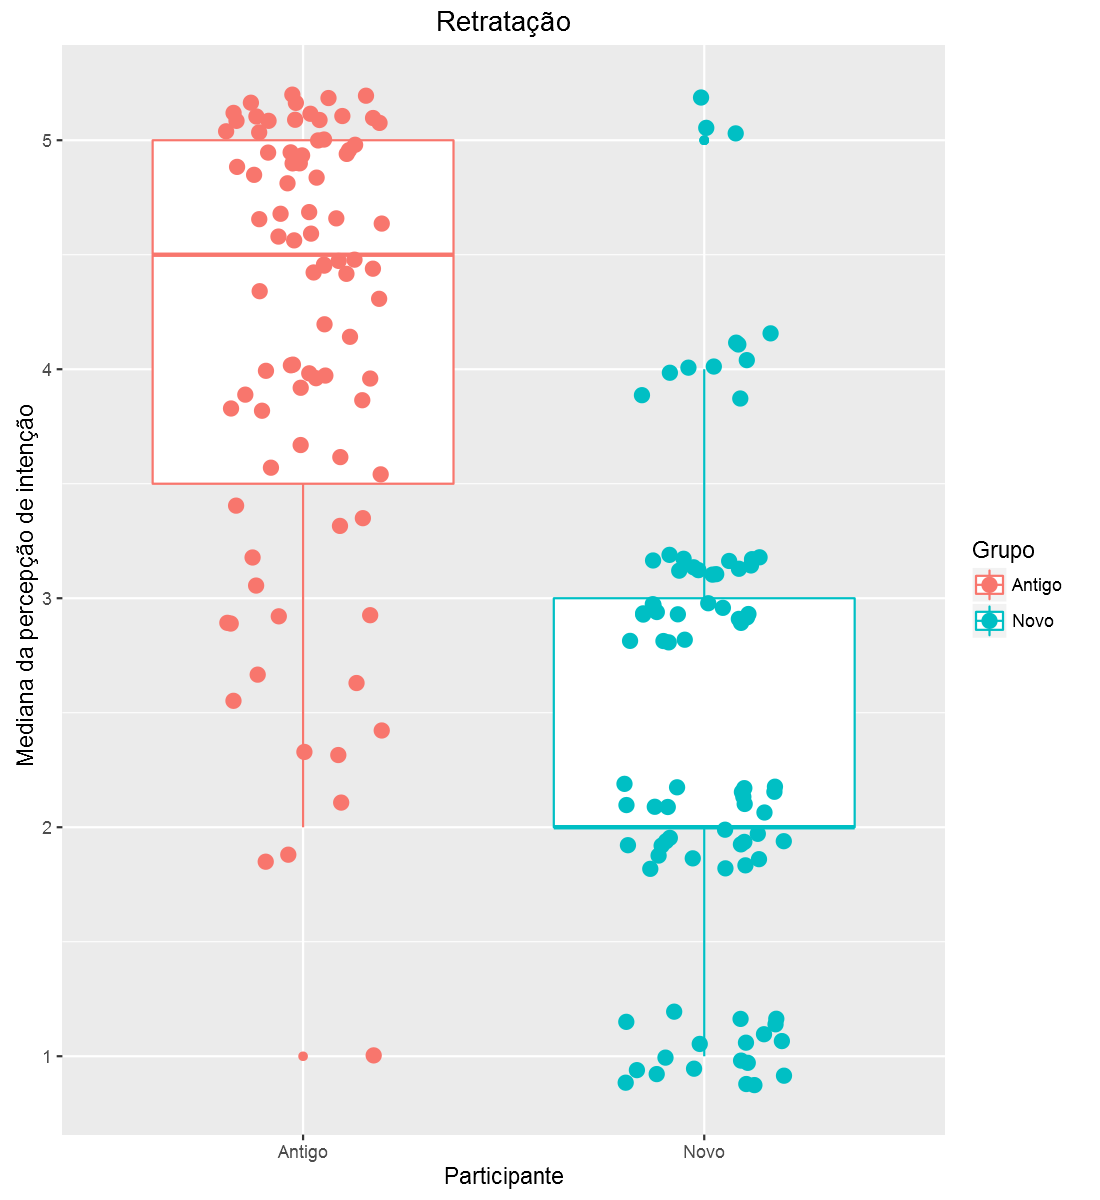 Retratação
Mediana da percepção de intenção
5
4
3
2
1
Antigo
Novo
Participante
Grupo
Antigo
Novo